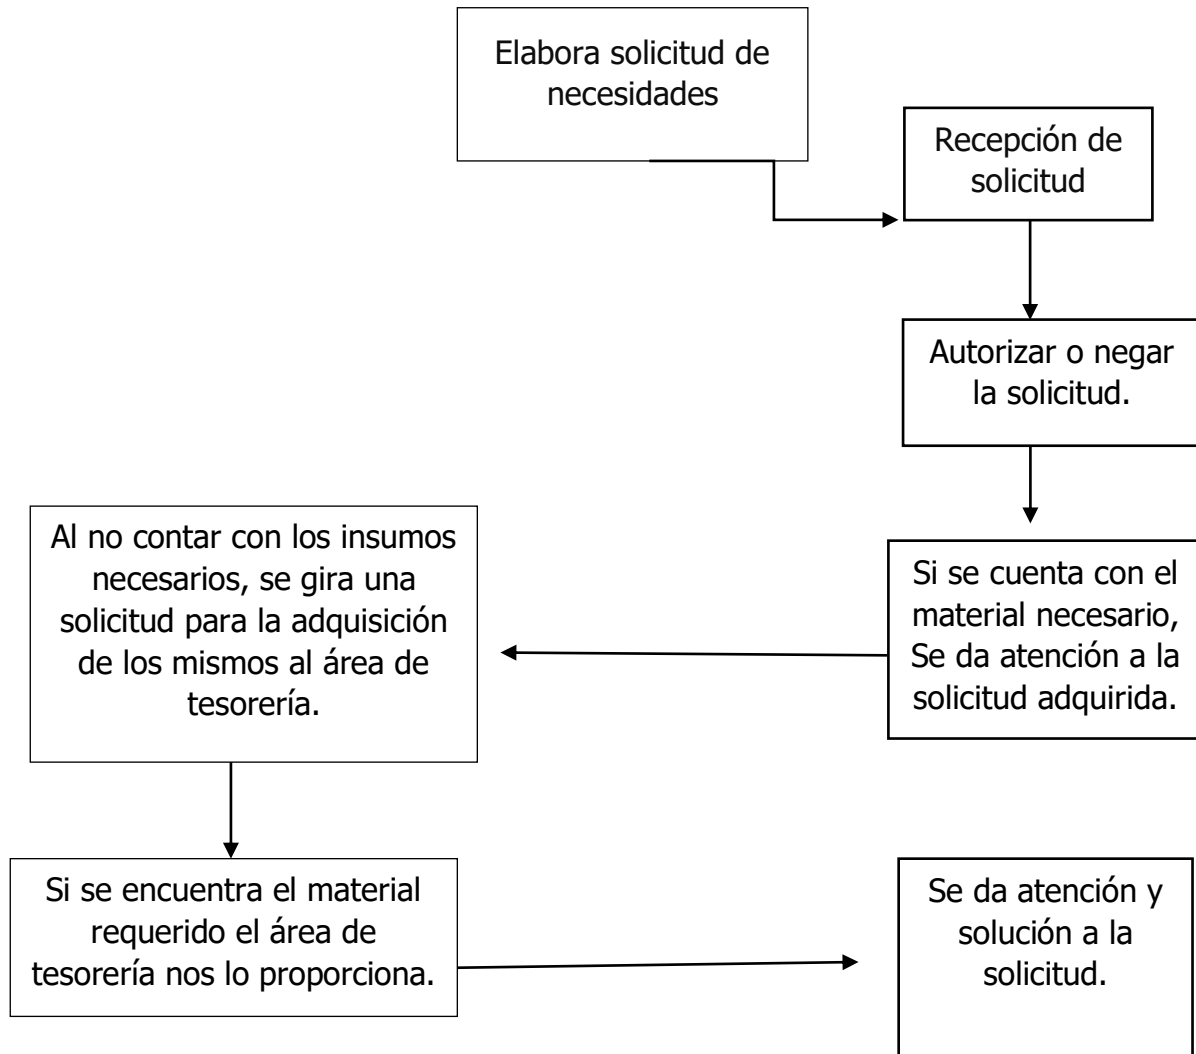 Elabora solicitud de
necesidades
Recepción de
solicitud
Autorizar o negar
la solicitud.
Si se cuenta con el
material necesario,
Se da atención a la
solicitud adquirida.
Al no contar con los insumos
necesarios, se gira una
solicitud para la adquisición
de los mismos al área de
tesorería.
Si se encuentra el material
requerido el área de
tesorería nos lo proporciona.
Se da atención y
solución a la
solicitud.